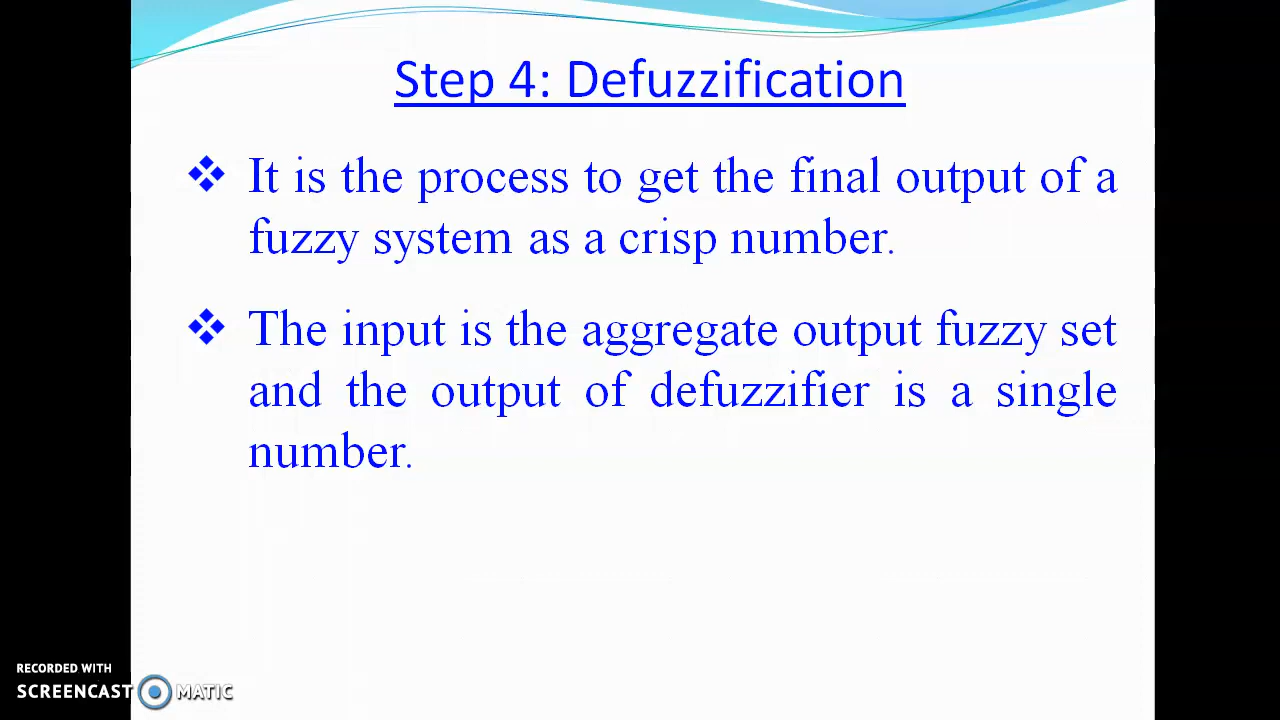 Step 4: Defuzzification
❖ It is the process to get the final output of a
fuzzy system as a crisp number.
❖ The input is the aggregate output fuzzy set
and the output of defuzzifier is a single
number.
RECORDED WITH
SCREENCAST MATIC